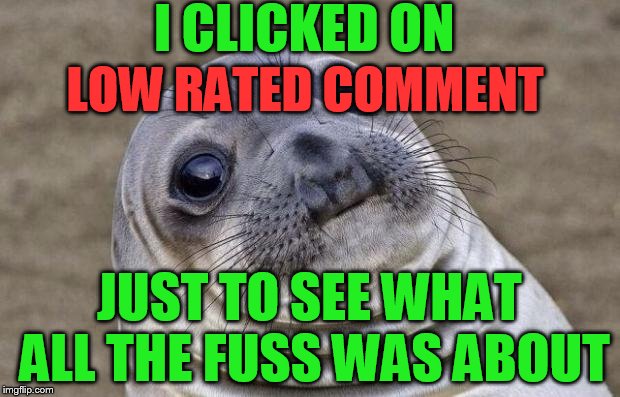 I CLICKED ON
LOW RATED COMMENT
JUST TO SEE WHAT
ALL THE FUSS WAS ABOUT
imgflip.com